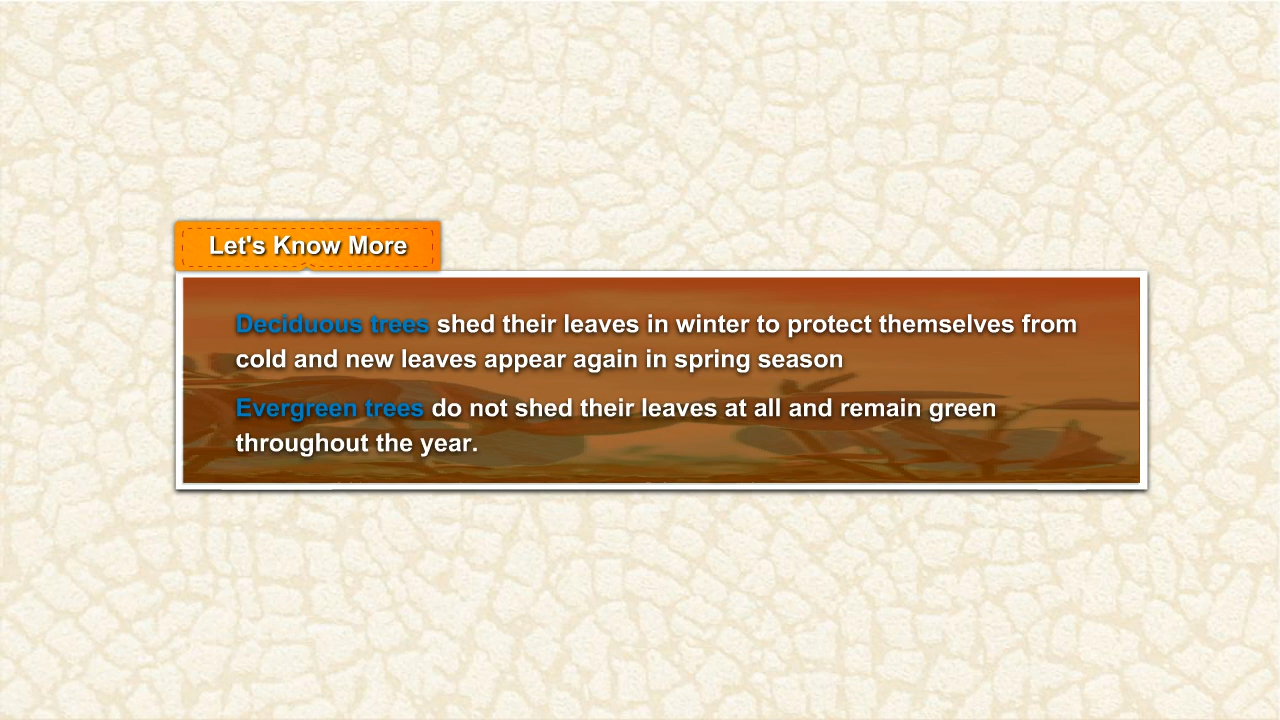 Let's Know More
Deciduous trees shed their leaves in winter to protect themselves from
cold and new leaves appear again in spring season
Evergreen trees do not shed their leaves at all and remain green
throughout the year.